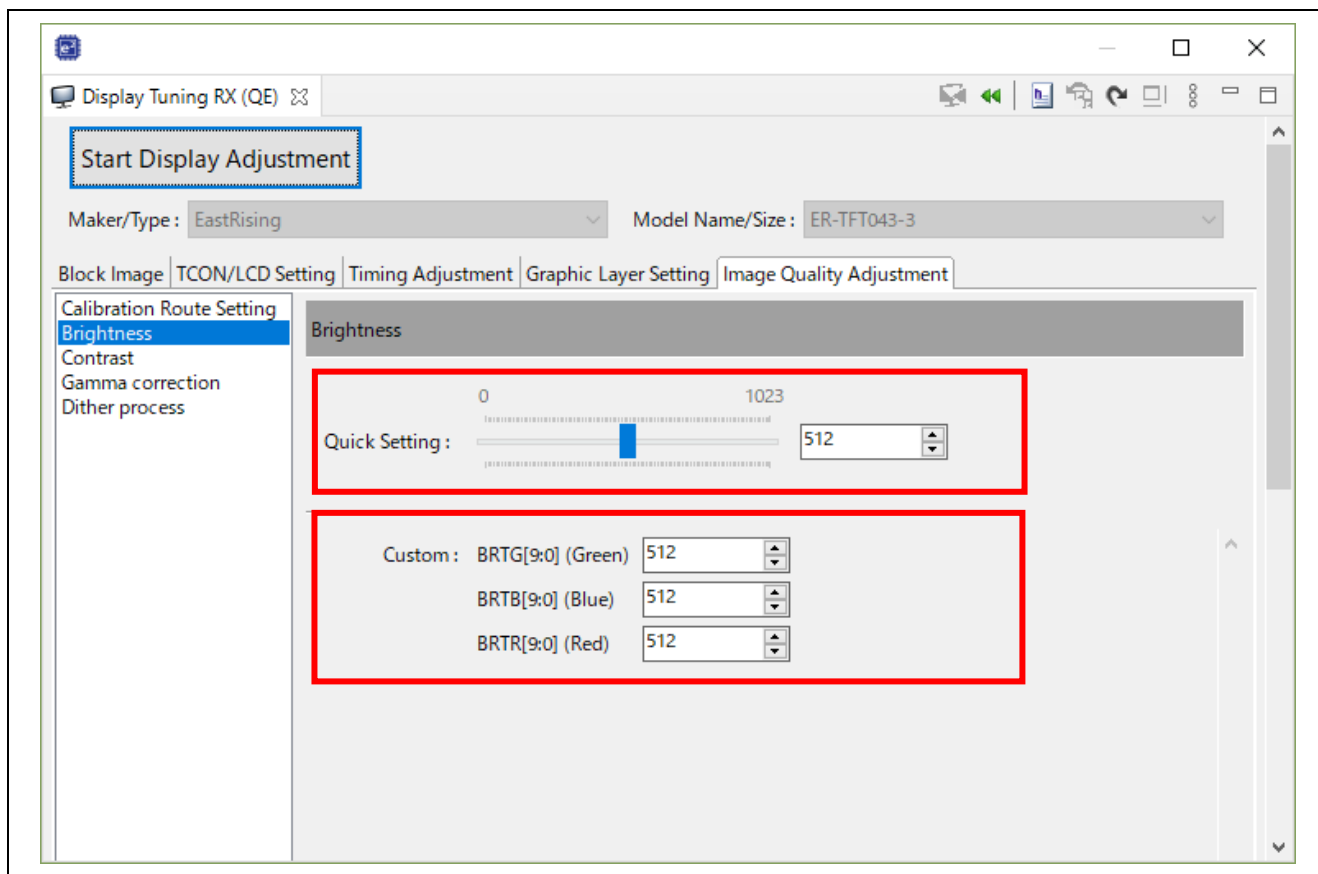 Display Tuning RX (QE)
Start Display Adjustment
Maker/Type : EastRising Model Name/Size : ER-TFT043-3
Block Image TCON/LCD Setting Timing Adjustment Graphic Layer Setting Image Quality Adjustment
Calibration Route Setting
Brightness
Contrast
Gamma correction
Dither process
Brightness
0 1023
Quick Setting : 512
Custom : BRTG[9:0] (Green) 512
BRTB[9:0] (Blue) 512
BRTR[9:0] (Red) 512